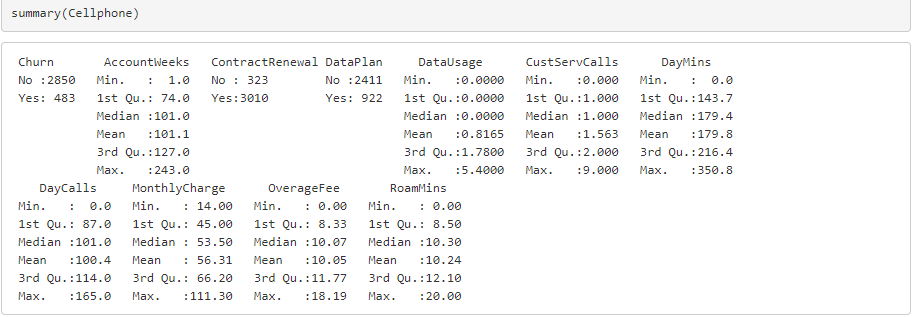 summary(Cellphone)
Churn AccountWeeks ContractRenewal DataPlan DataUsage CustServCalls DayMins
No :2850 Min. : 1.0 No : 323 No :2411 Min. :0.0000 Min. :0.000 Min. : 0.0
Yes: 483 1st Qu.: 74.0 Yes:3010 Yes: 922 1st Qu.:0.0000 1st Qu.:1.000 1st Qu.:143.7
Median :101.0 Median :0.0000 Median :1.000 Median :179.4
Mean :101.1 Mean :0.8165 Mean :1.563 Mean :179.8
3rd Qu.:127.0 3rd Qu.:1.7800 3rd Qu.:2.000 3rd Qu.:216.4
Max. :243.0 Max. :5.4000 Max. :9.000 Max. :350.8
DayCalls MonthlyCharge OverageFee RoamMins
Min. : 0.0 Min. : 14.00 Min. : 0.00 Min. : 0.00
1st Qu.: 87.0 1st Qu.: 45.00 1st Qu.: 8.33 1st Qu.: 8.50
Median :101.0 Median : 53.50 Median :10.07 Median :10.30
Mean :100.4 Mean : 56.31 Mean :10.05 Mean :10.24
3rd Qu.:114.0 3rd Qu.: 66.20 3rd Qu.:11.77 3rd Qu.:12.10
Max. :165.0 Max. :111.30 Max. :18.19 Max. :20.00